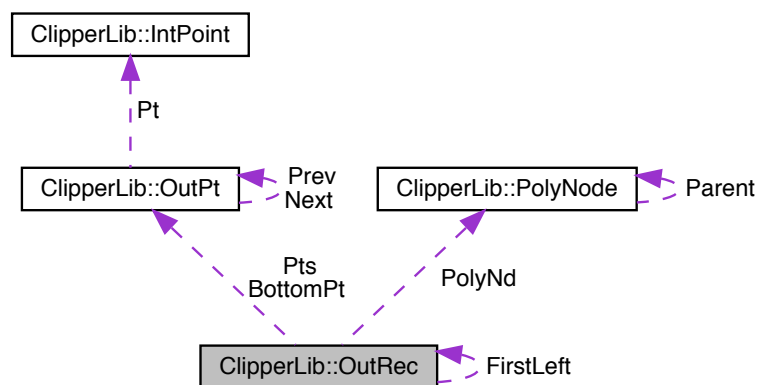 ClipperLib::IntPoint
Pt
ClipperLib::OutPt
Prev
Next
ClipperLib::PolyNode
Parent
Pts
BottomPt
PolyNd
ClipperLib::OutRec
FirstLeft